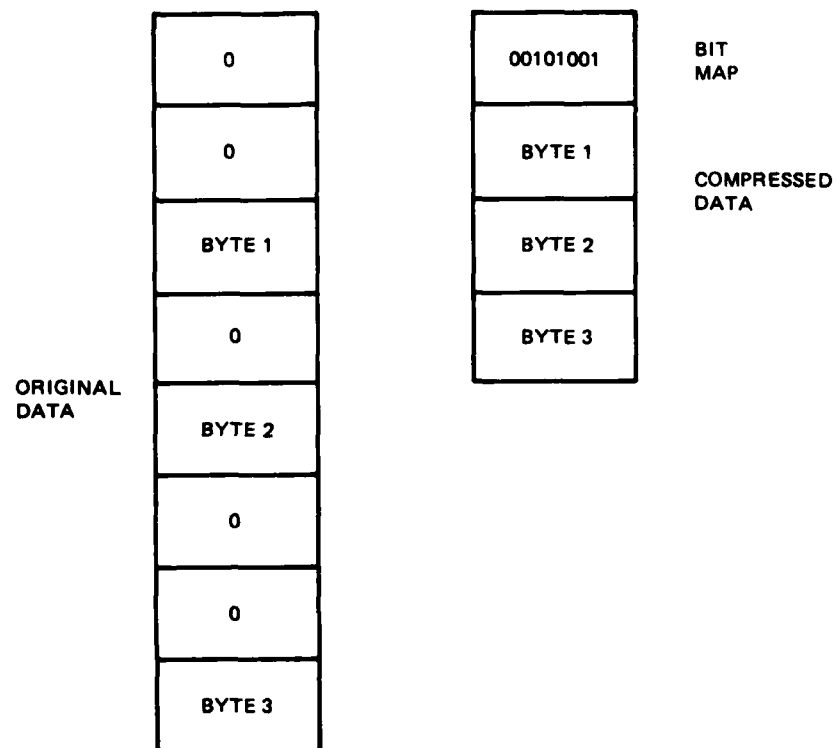 0
0
BYTE 1
0
ORIGINAL
DATA
BYTE 2
0
0
BYTE 3
00101001
BIT
MAP
BYTE 1
COMPRESSED
DATA
BYTE 2
BYTE 3